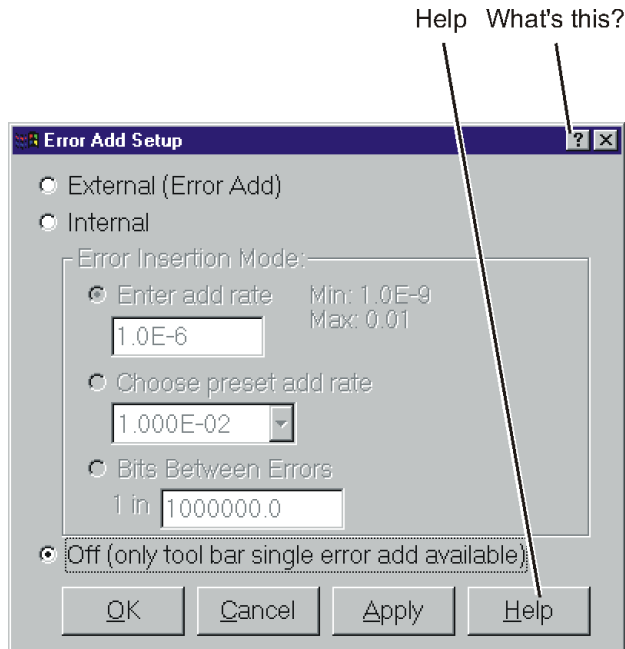 Help What's this?
Error Add Setup
External (Error Add)
Internal
Error Insertion Mode:
Enter add rate Min: 1.0E-9
Max: 0.01
1.0E-6
Choose preset add rate
1.000E-02
Bits Between Errors
1 in 1000000.0
Off (only tool bar single error add available)
OK Cancel Apply Help